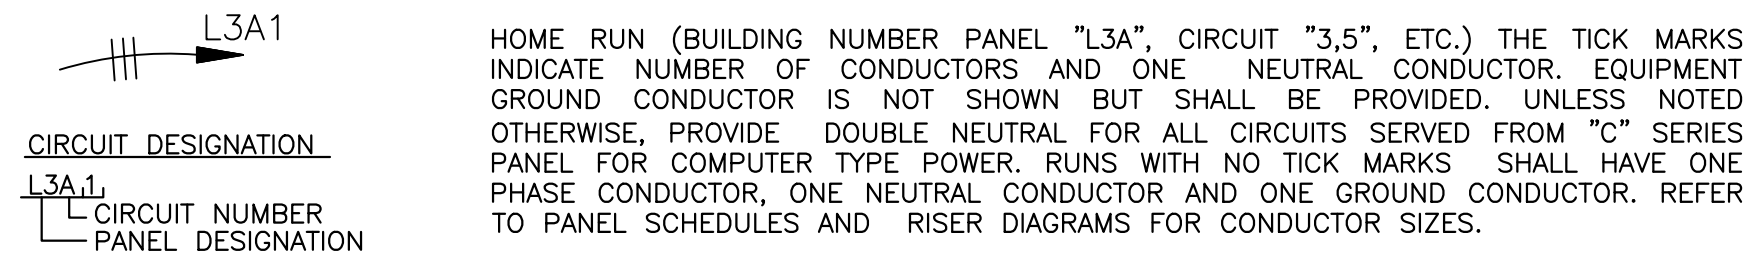 L3A1
CIRCUIT DESIGNATION
L3A,1,
CIRCUIT NUMBER
PANEL DESIGNATION
HOME RUN (BUILDING NUMBER PANEL "L3A", CIRCUIT "3,5", ETC.) THE TICK MARKS
INDICATE NUMBER OF CONDUCTORS AND ONE NEUTRAL CONDUCTOR. EQUIPMENT
GROUND CONDUCTOR IS NOT SHOWN BUT SHALL BE PROVIDED. UNLESS NOTED
OTHERWISE, PROVIDE DOUBLE NEUTRAL FOR ALL CIRCUITS SERVED FROM "C" SERIES
PANEL FOR COMPUTER TYPE POWER. RUNS WITH NO TICK MARKS SHALL HAVE ONE
PHASE CONDUCTOR, ONE NEUTRAL CONDUCTOR AND ONE GROUND CONDUCTOR. REFER
TO PANEL SCHEDULES AND RISER DIAGRAMS FOR CONDUCTOR SIZES.